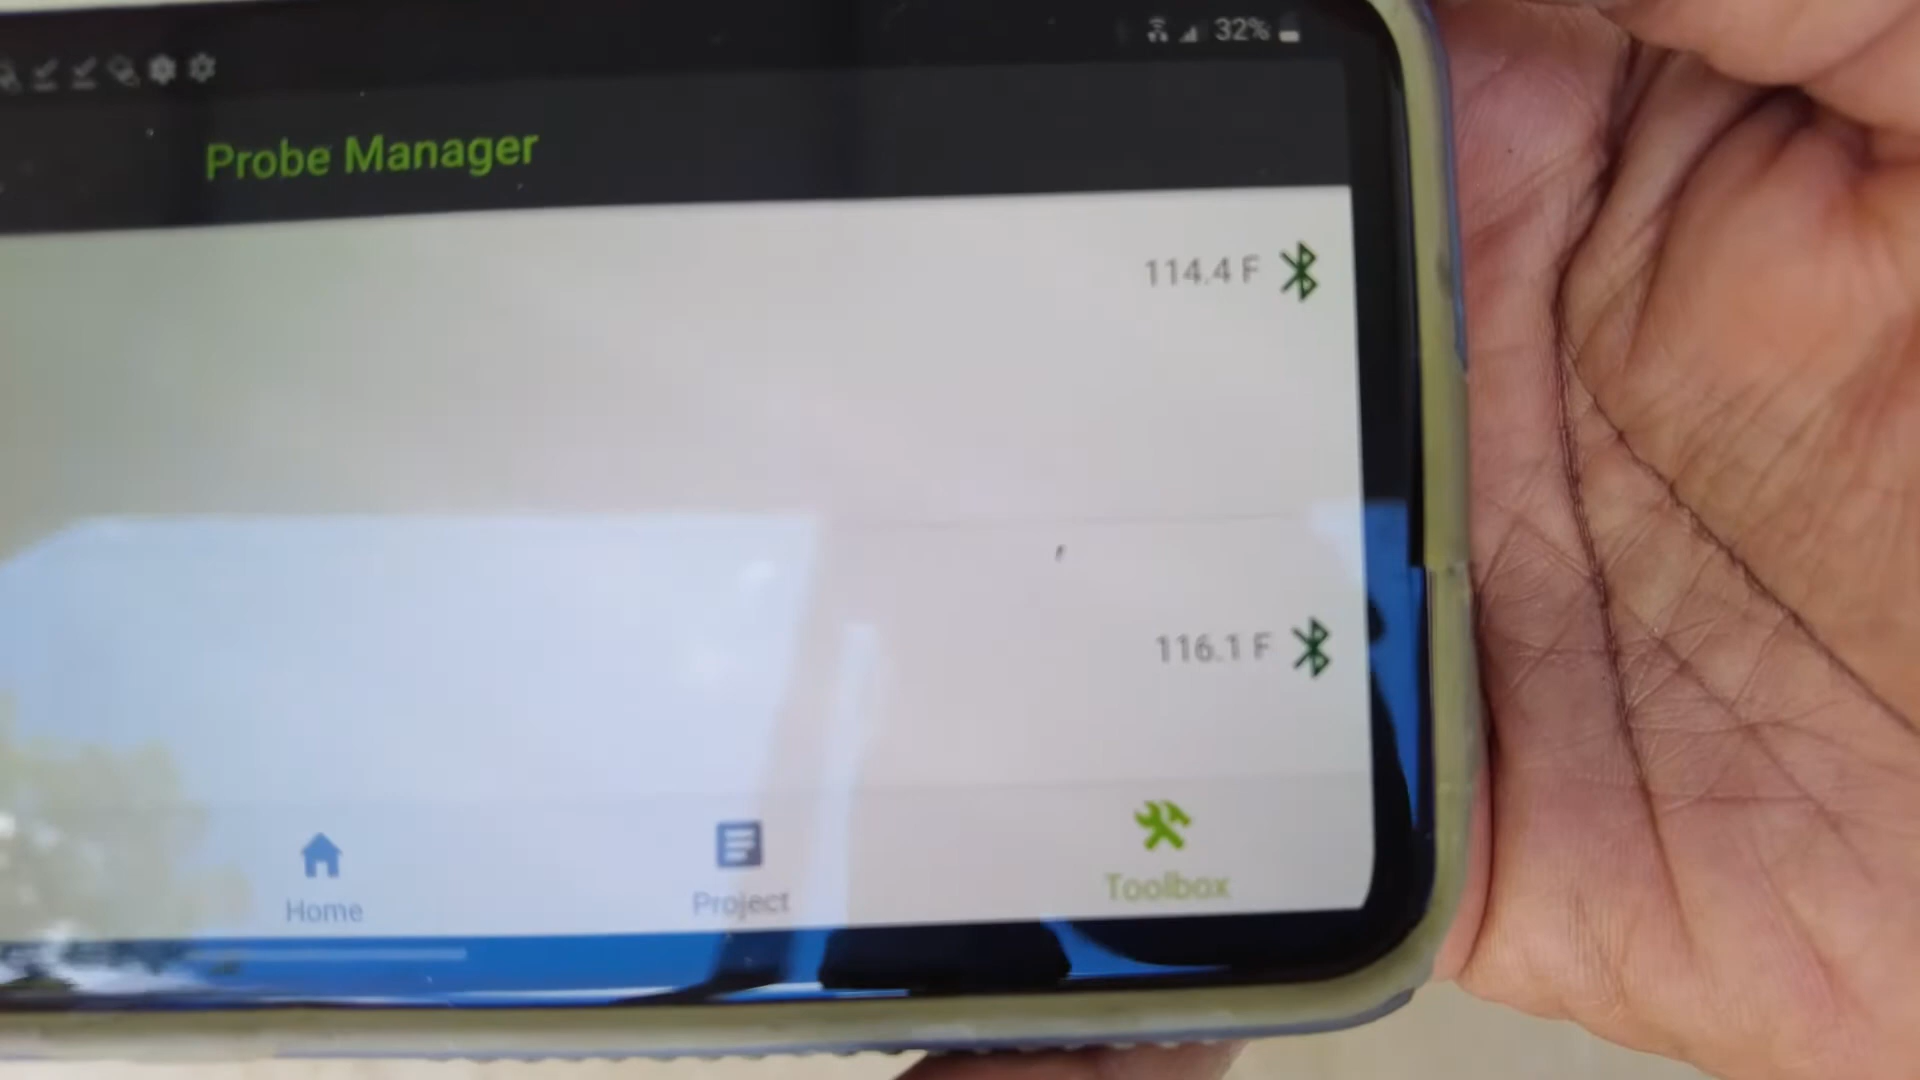 32%
Probe Manager
114.4 F
116.1 F
Home
Project
Toolbox